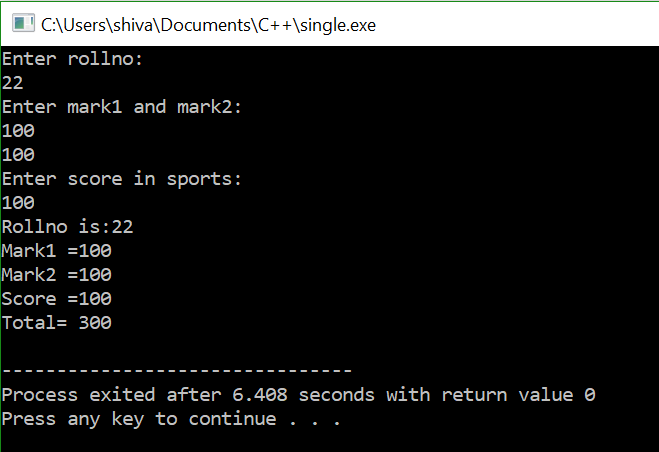 C:\Users\shiva\Documents\C++\single.exe
Enter rollno:
22
Enter mark1 and mark2:
100
100
Enter score in sports:
100
Rollno is:22
Mark1 =100
Mark2 =100
Score =100
Total= 300
--------------------------------
Process exited after 6.408 seconds with return value 0
Press any key to continue . . .